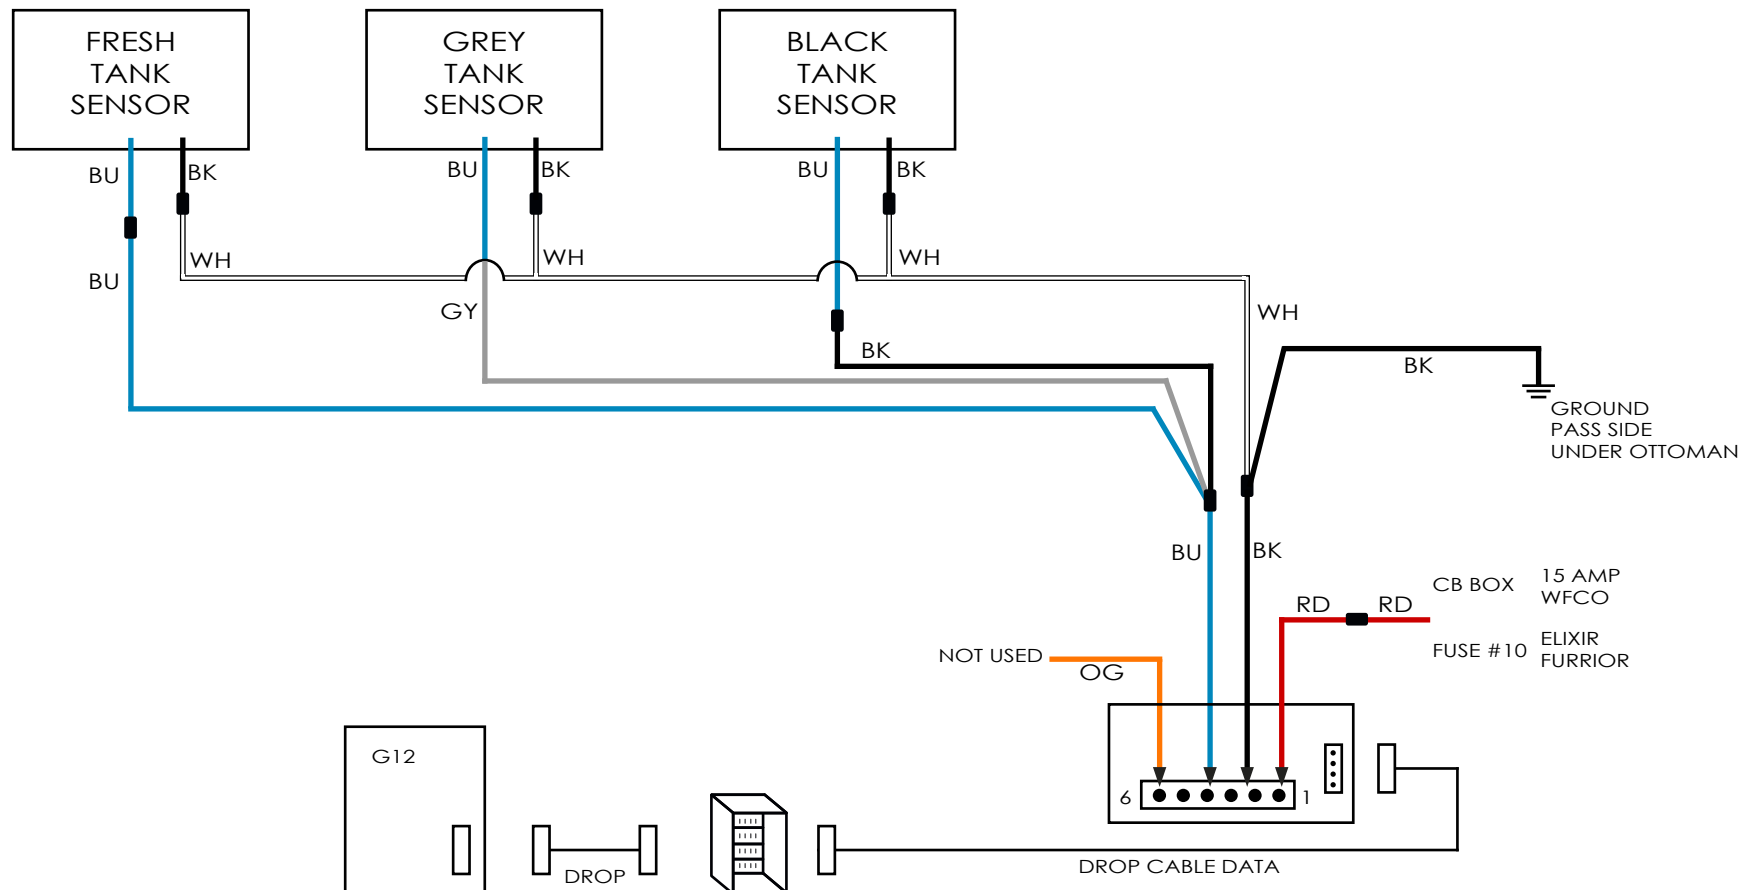 FRESH
TANK
SENSOR
GREY
TANK
SENSOR
BLACK
TANK
SENSOR
BU
BK
BU
BK
BU
BK
WH
WH
WH
BU
GY
WH
BK
BK
GROUND
PASS SIDE
UNDER OTTOMAN
BU
BK
CB BOX
15 AMP
WFCO
RD
RD
FUSE #10
ELIXIR
FURRIOR
NOT USED
OG
G12
6
1
DROP
DROP CABLE DATA